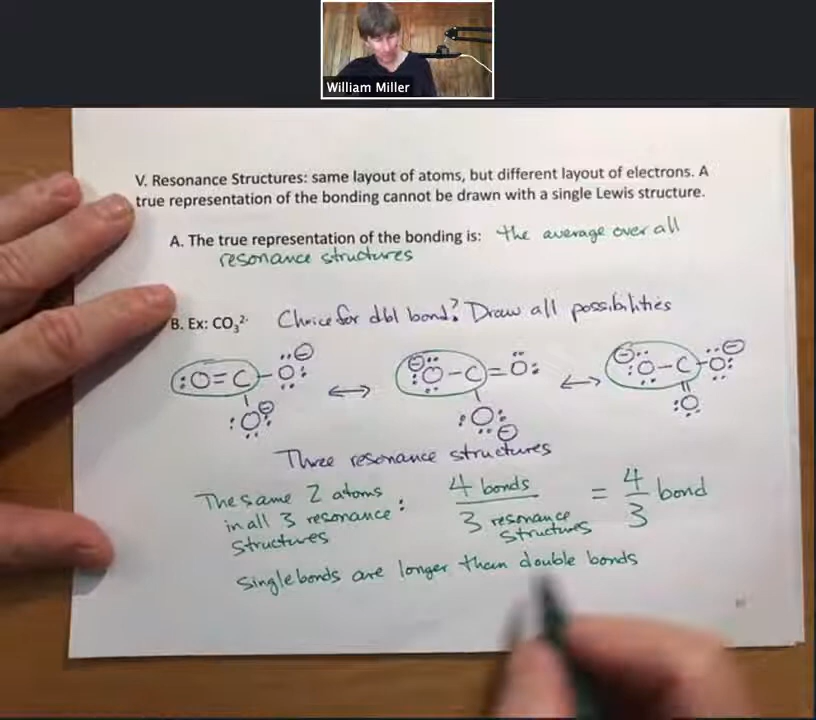 William Miller
V. Resonance Structures: same layout of atoms, but different layout of electrons. A
true representation of the bonding cannot be drawn with a single Lewis structure.
A. The true representation of the bonding is: the average over all
resonance structures
B. Ex: CO₃²⁻ Choice for dbl bond? Draw all possibilities
:O=C-O: ⟷ :O-C=O: ⟷ :O-C-O:
:O: :O: :O:
Three resonance structures
The same 2 atoms
in all 3 resonance :
structures
4 bonds
3 resonance
structures
= 4/3 bond
Single bonds are longer than double bonds